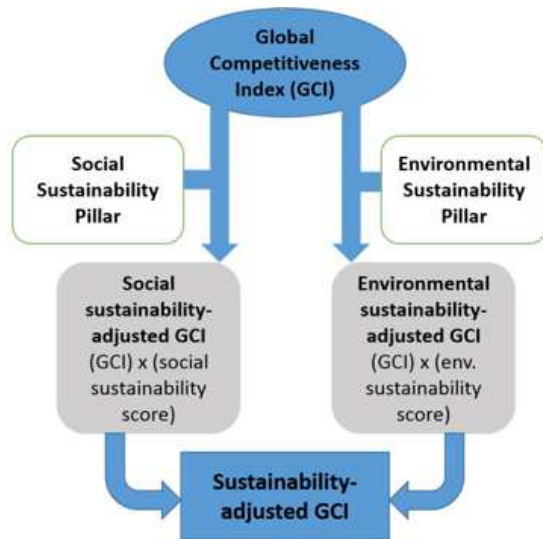 Global
Competitiveness
Index (GCI)
Social
Sustainability
Pillar
Environmental
Sustainability
Pillar
Social
sustainability-
adjusted GCI
(GCI) x (social
sustainability
score)
Environmental
sustainability-
adjusted GCI
(GCI) x (env.
sustainability
score)
Sustainability-
adjusted GCI